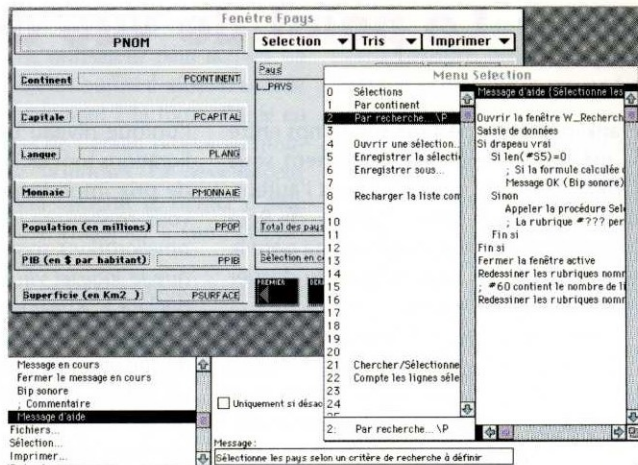 Fenêtre Fpays
PNOM
Selection ▼ Tris ▼ Imprimer ▼
Continent PCONTINENT
Capitale PCAPITAL
Langue PLANG
Monnaie PMONNAIE
Population (en millions) PPOP
PIB (en $ par habitant) PPIB
Superficie (en Km2 ) PSURFACE
Pays
L_PAYS
Total des pays
Sélection en
PREMIER
Menu Selection
0 Sélections
1 Par continent
2 Par recherche... \P
3
4 Ouvrir une sélection..
5 Enregistrer la sélecti
6 Enregistrer sous...
7
8 Recharger la liste com
9
10
11
12
13
14
15
16
17
18
19
20
21 Chercher/Sélectionne
22 Compte les lignes séle
23
24
2: Par recherche... \P
Message d'aide (Sélectionne les
Ouvrir la fenêtre W_Recherch
Saisie de données
Si drapeau vrai
Si len(#S5)=0
; Si la formule calculée
Message OK (Bip sonore)
Sinon
Appeler la procédure Sel
; La rubrique #??? per
Fin si
Fin si
Fermer la fenêtre active
Redessiner les rubriques nomr
; #60 contient le nombre de li
Redessiner les rubriques nomr
Message en cours
Fermer le message en cours
Bip sonore
; Commentaire
Message d'aide
Fichiers...
Sélection...
Imprimer...
Uniquement si désac
Message:
Sélectionne les pays selon un critère de recherche à définir